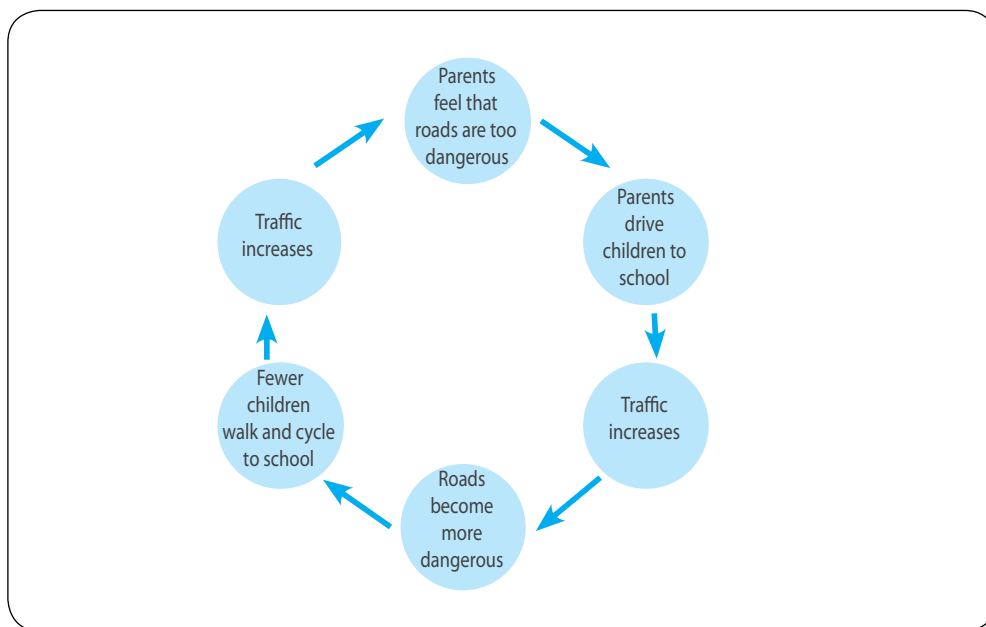 Parents
feel that
roads are too
dangerous
Parents
drive
children to
school
Traffic
increases
Roads
become
more
dangerous
Fewer
children
walk and cycle
to school
Traffic
increases